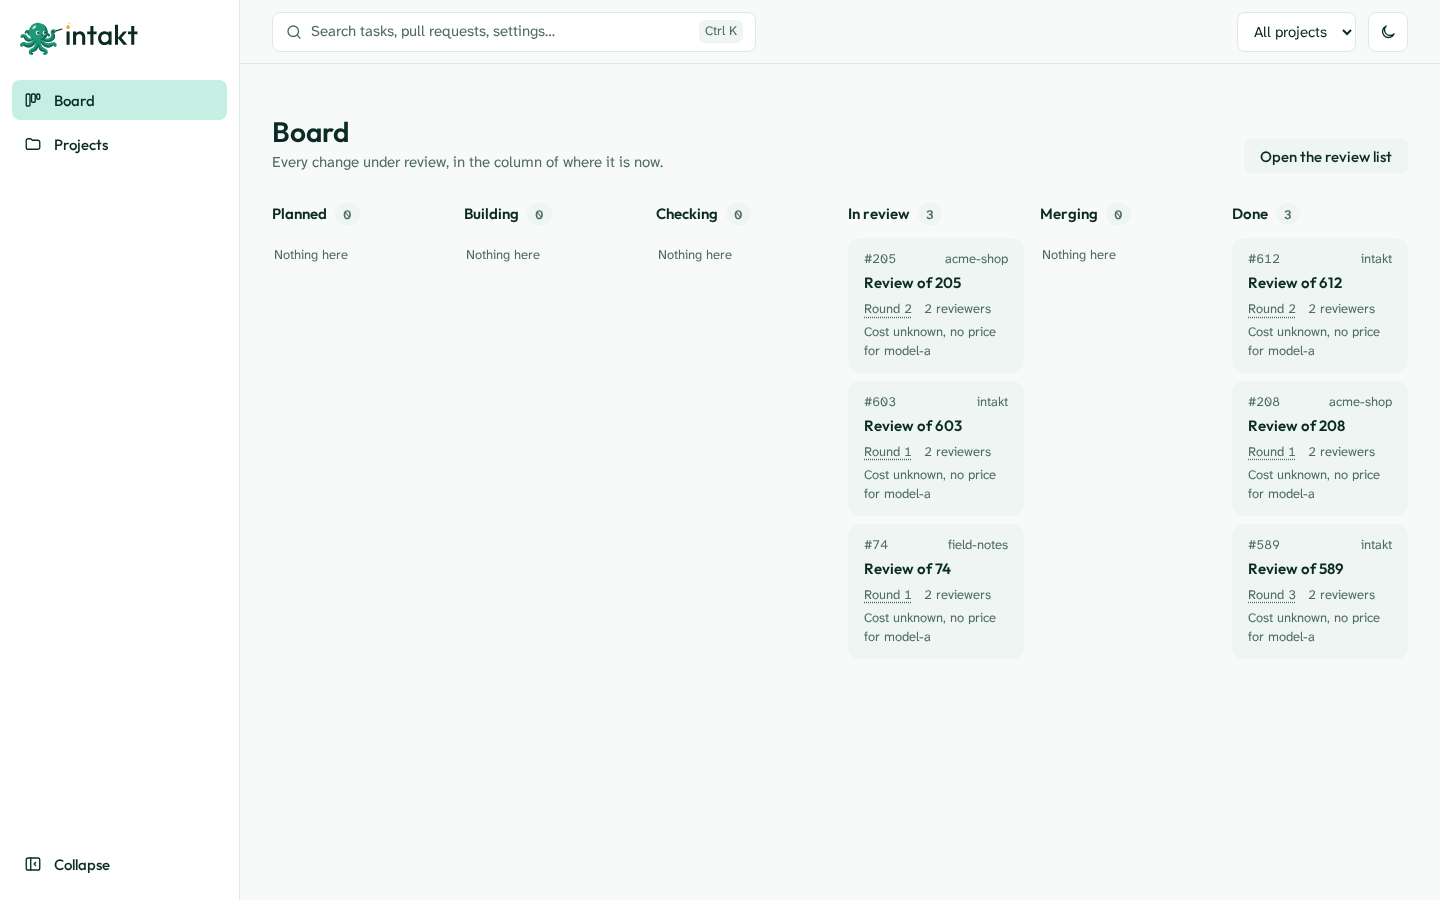 intakt
Search tasks, pull requests, settings...
Ctrl K
All projects
Board
Projects
Board
Every change under review, in the column of where it is now.
Open the review list
Planned 0
Nothing here
Building 0
Nothing here
Checking 0
Nothing here
In review 3
#205 acme-shop
Review of 205
Round 2 2 reviewers
Cost unknown, no price
for model-a
#603 intakt
Review of 603
Round 1 2 reviewers
Cost unknown, no price
for model-a
#74 field-notes
Review of 74
Round 1 2 reviewers
Cost unknown, no price
for model-a
Merging 0
Nothing here
Done 3
#612 intakt
Review of 612
Round 2 2 reviewers
Cost unknown, no price
for model-a
#208 acme-shop
Review of 208
Round 1 2 reviewers
Cost unknown, no price
for model-a
#589 intakt
Review of 589
Round 3 2 reviewers
Cost unknown, no price
for model-a
Collapse